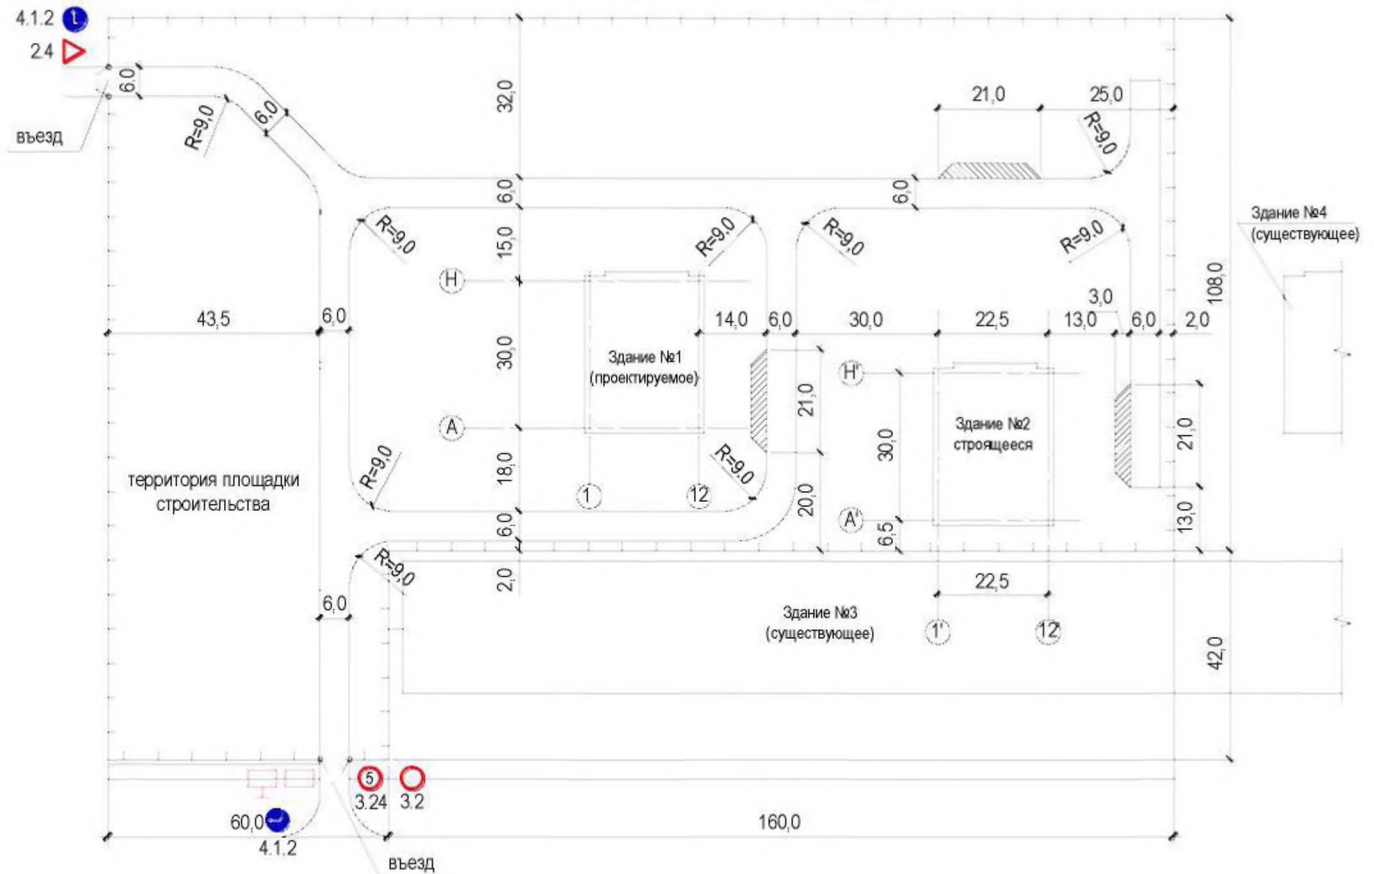 4.1.2
2.4
6.0
32,0
21,0
25,0
R=9,0
6.0
R=9,0
въезд
6,0
6,0
Здание №4
(существующее)
R=9,0
15,0
R=9,0
R=9,0
R=9,0
Н
108,0
43,5
6,0
14,0
6,0
30,0
22,5
13,0
3,0
6,0
2,0
30,0
Здание №1
(проектируемое)
Н'
21,0
А
30,0
Здание №2
строящееся
21,0
R=9,0
18,0
R=9,0
территория площадки
строительства
1
12
20,0
А'
6,5
13,0
6,0
R=9,0
2,0
22,5
6,0
Здание №3
(существующее)
1'
12
42,0
5
3.24
3.2
60,0
4.1.2
160,0
въезд